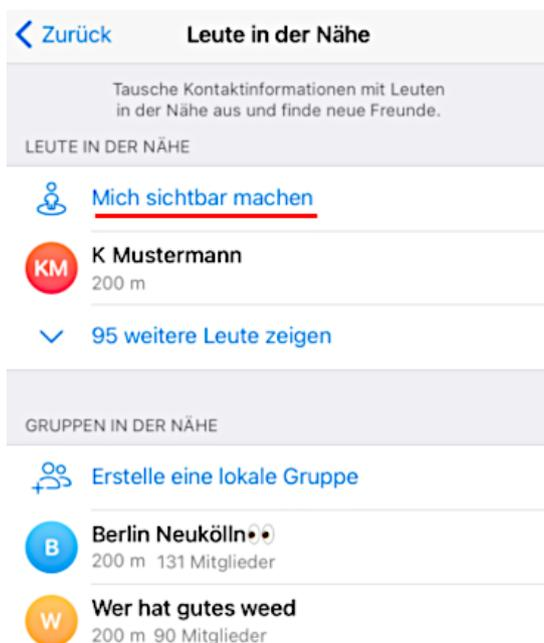 Zurück
Leute in der Nähe
Tausche Kontaktinformationen mit Leuten
in der Nähe aus und finde neue Freunde.
LEUTE IN DER NÄHE
Mich sichtbar machen
KM
K Mustermann
200 m
95 weitere Leute zeigen
GRUPPEN IN DER NÄHE
Erstelle eine lokale Gruppe
B
Berlin Neukölln👀
200 m 131 Mitglieder
W
Wer hat gutes weed
200 m 90 Mitglieder